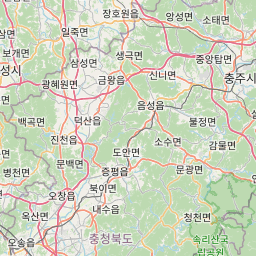 장호원읍
앙성면
소태면
일죽면
보개면
생극면
중앙탑면
삼성면
성시
신니면
금왕읍
충주시
광혜원면
음성읍
백곡면
덕산읍
불정면
진천읍
소수면
감물면
도안면
문백면
문광면
병천면
증평읍
북이면
오창읍
청천면
옥산면
내수읍
오송읍
충청북도
속리산국
립공원